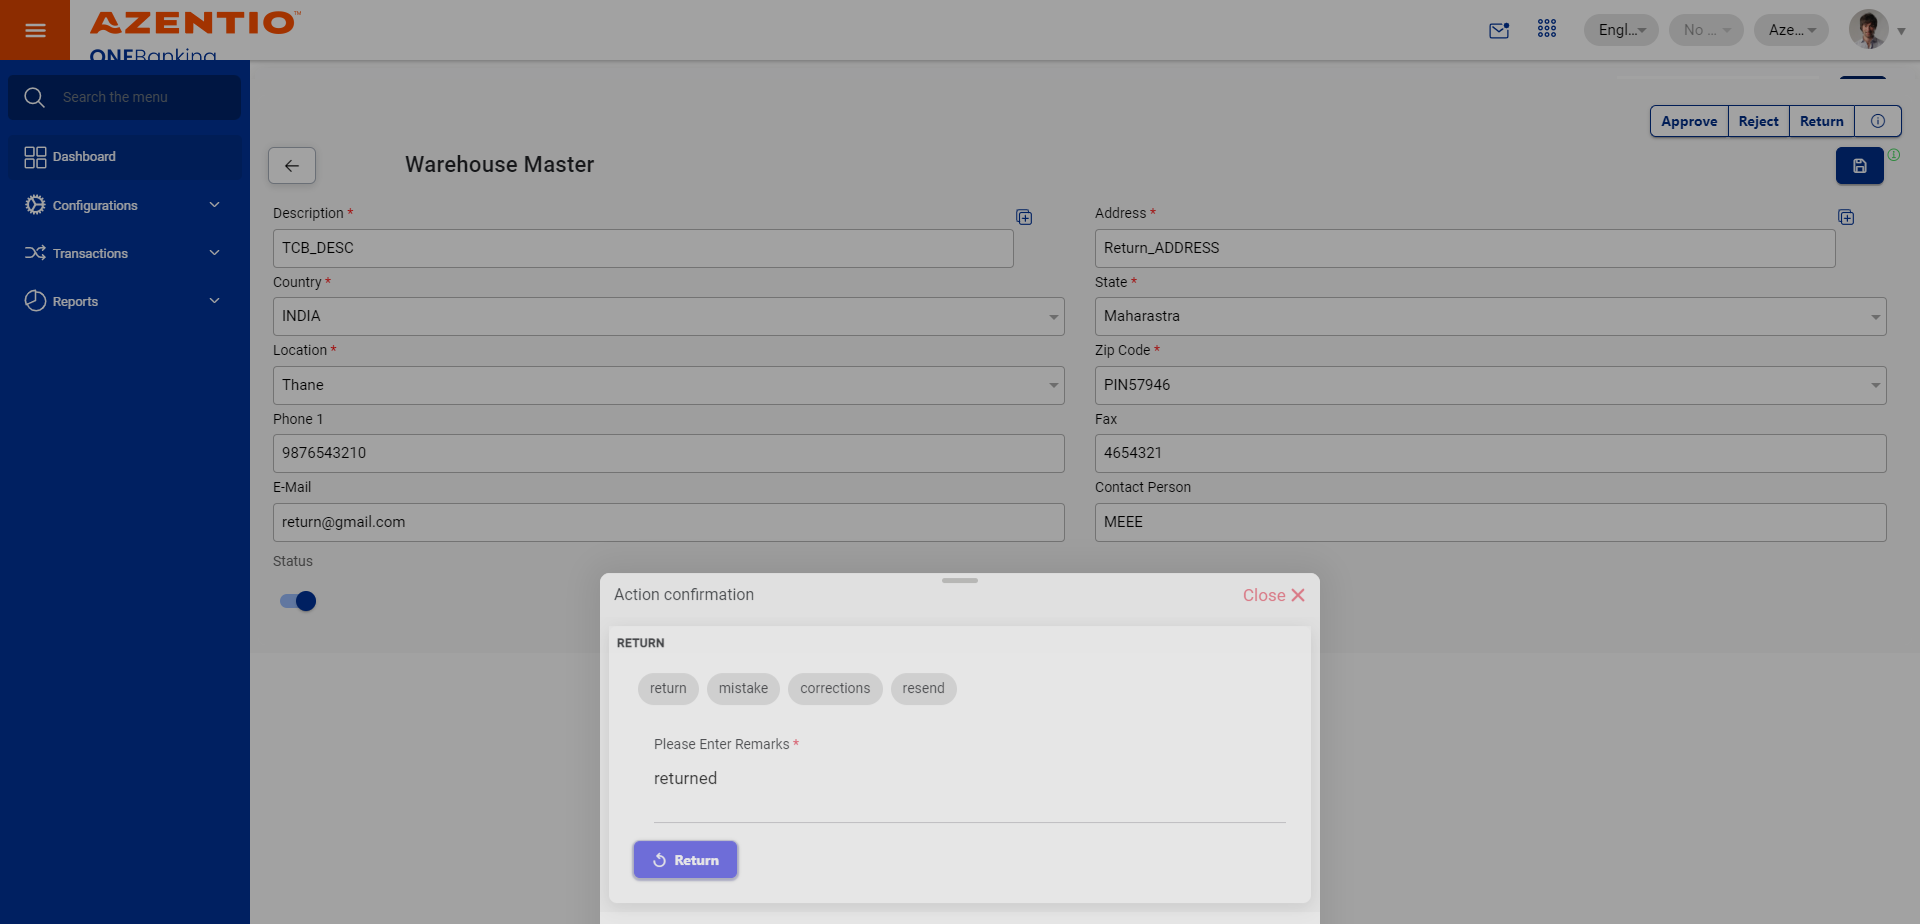 AZENTIO™
ONEBanking
Engl...
No ...
Aze...
Search the menu
Dashboard
Configurations
Transactions
Reports
Approve
Reject
Return
Warehouse Master
Description *
TCB_DESC
Address *
Return_ADDRESS
Country *
INDIA
State *
Maharastra
Location *
Thane
Zip Code *
PIN57946
Phone 1
9876543210
Fax
4654321
E-Mail
return@gmail.com
Contact Person
MEEE
Status
Action confirmation
Close
RETURN
return
mistake
corrections
resend
Please Enter Remarks *
returned
Return